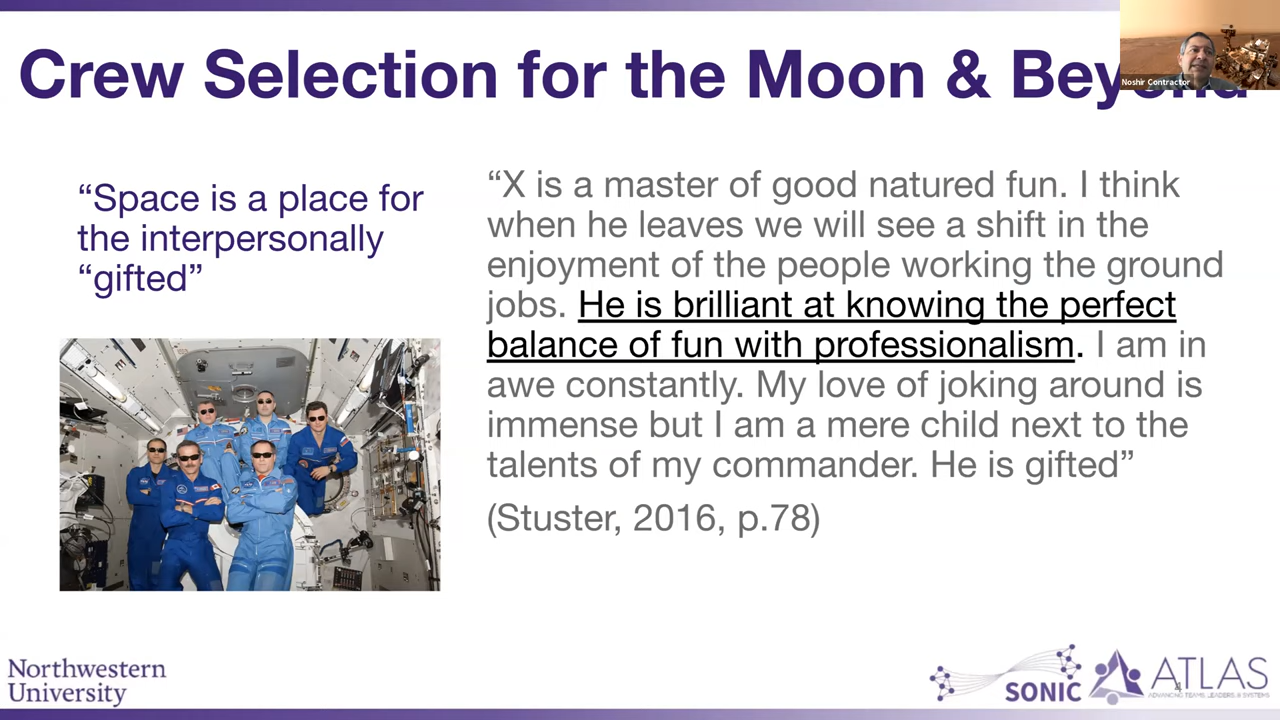 Crew Selection for the Moon & Beyond
Noshir Contractor
“Space is a place for
the interpersonally
“gifted”
“X is a master of good natured fun. I think
when he leaves we will see a shift in the
enjoyment of the people working the ground
jobs. He is brilliant at knowing the perfect
balance of fun with professionalism. I am in
awe constantly. My love of joking around is
immense but I am a mere child next to the
talents of my commander. He is gifted”
(Stuster, 2016, p.78)
Northwestern
University
SONIC
ATLAS
ADVANCING TEAMS, LEADERS & SYSTEMS